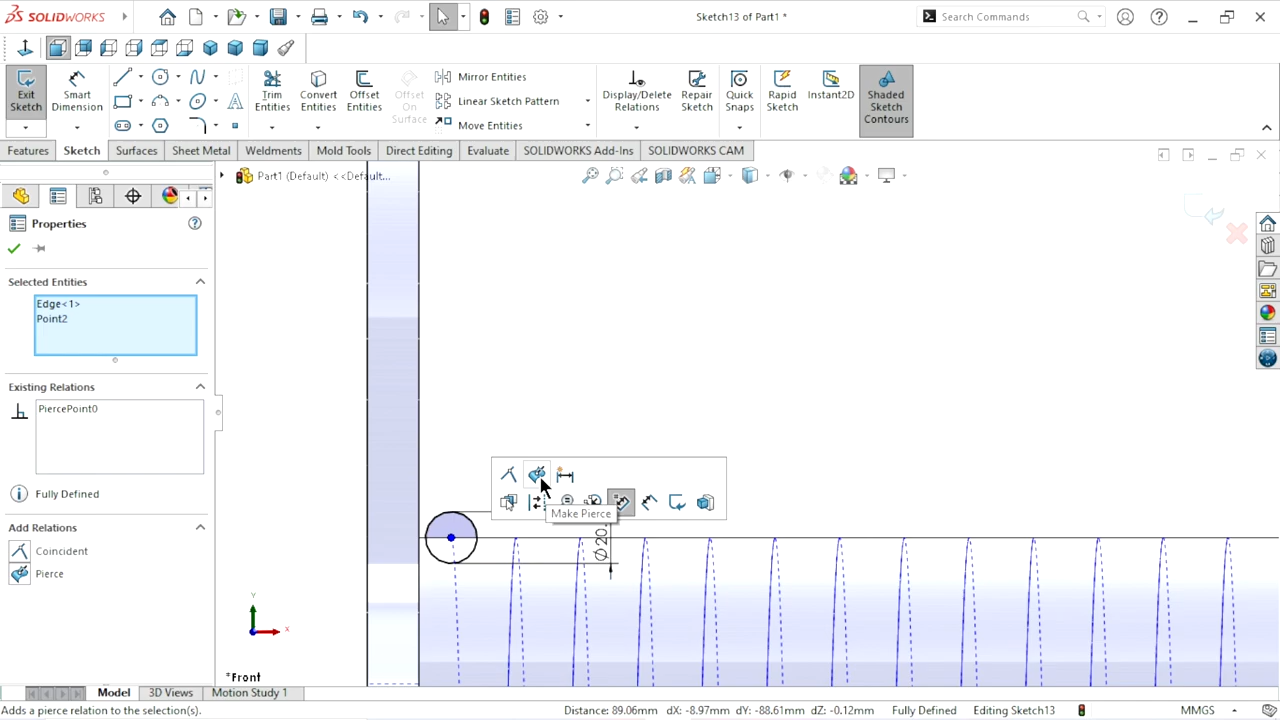 SOLIDWORKS
Sketch13 of Part1 *
Search Commands
Exit Sketch
Smart Dimension
Trim Entities
Convert Entities
Offset Entities
Offset On Surface
Mirror Entities
Linear Sketch Pattern
Move Entities
Display/Delete Relations
Repair Sketch
Quick Snaps
Rapid Sketch
Instant2D
Shaded Sketch Contours
Features
Sketch
Surfaces
Sheet Metal
Weldments
Mold Tools
Direct Editing
Evaluate
SOLIDWORKS Add-Ins
SOLIDWORKS CAM
Part1 (Default) <<Default...
Properties
Selected Entities
Edge<1>
Point2
Existing Relations
PiercePoint0
Fully Defined
Add Relations
Coincident
Pierce
Make Pierce
Ø20
Y
X
*Front
Model
3D Views
Motion Study 1
Adds a pierce relation to the selection(s).
Distance: 89.06mm dX: -8.97mm dY: -88.61mm dZ: -0.12mm Fully Defined Editing Sketch13
MMGS